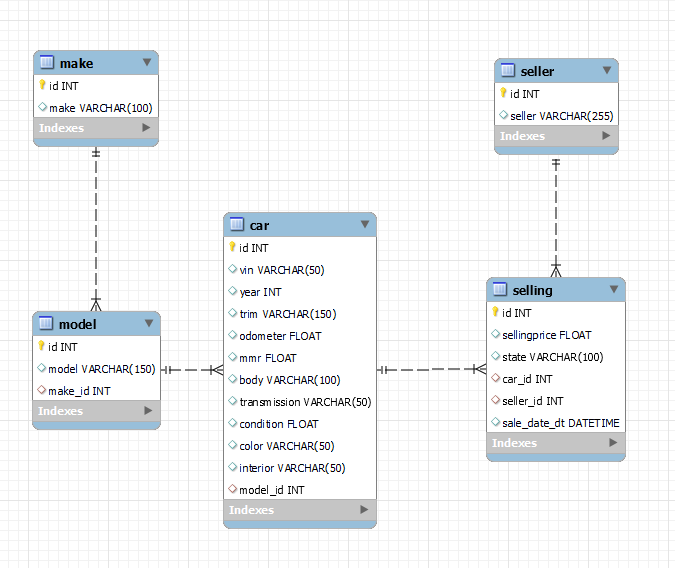 make
id INT
make VARCHAR(100)
Indexes
seller
id INT
seller VARCHAR(255)
Indexes
car
id INT
vin VARCHAR(50)
year INT
trim VARCHAR(150)
odometer FLOAT
mmr FLOAT
body VARCHAR(100)
transmission VARCHAR(50)
condition FLOAT
color VARCHAR(50)
interior VARCHAR(50)
model_id INT
Indexes
model
id INT
model VARCHAR(150)
make_id INT
Indexes
selling
id INT
sellingprice FLOAT
state VARCHAR(100)
car_id INT
seller_id INT
sale_date_dt DATETIME
Indexes